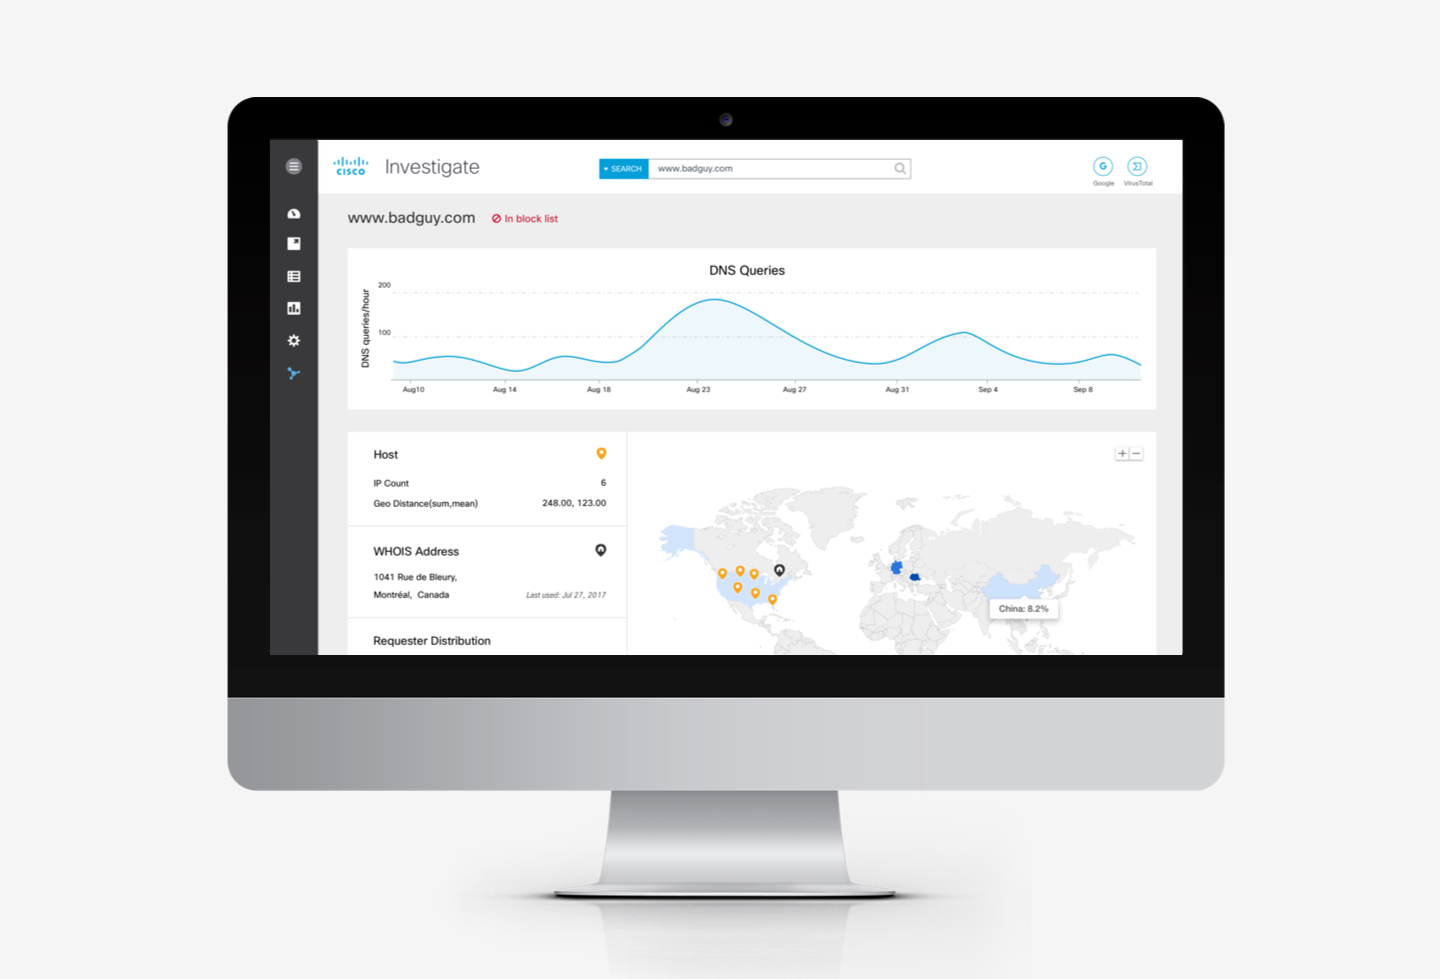 CISCO
Investigate
SEARCH
www.badguy.com
G
Google
Σ
VirusTotal
www.badguy.com
In block list
DNS Queries
DNS queries/hour
200
100
Aug10
Aug 14
Aug 18
Aug 23
Aug 27
Aug 31
Sep 4
Sep 8
Host
IP Count 6
Geo Distance(sum,mean) 248.00, 123.00
WHOIS Address
1041 Rue de Bleury,
Montréal, Canada
Last used: Jul 27, 2017
Requester Distribution
+ −
China: 8.2%